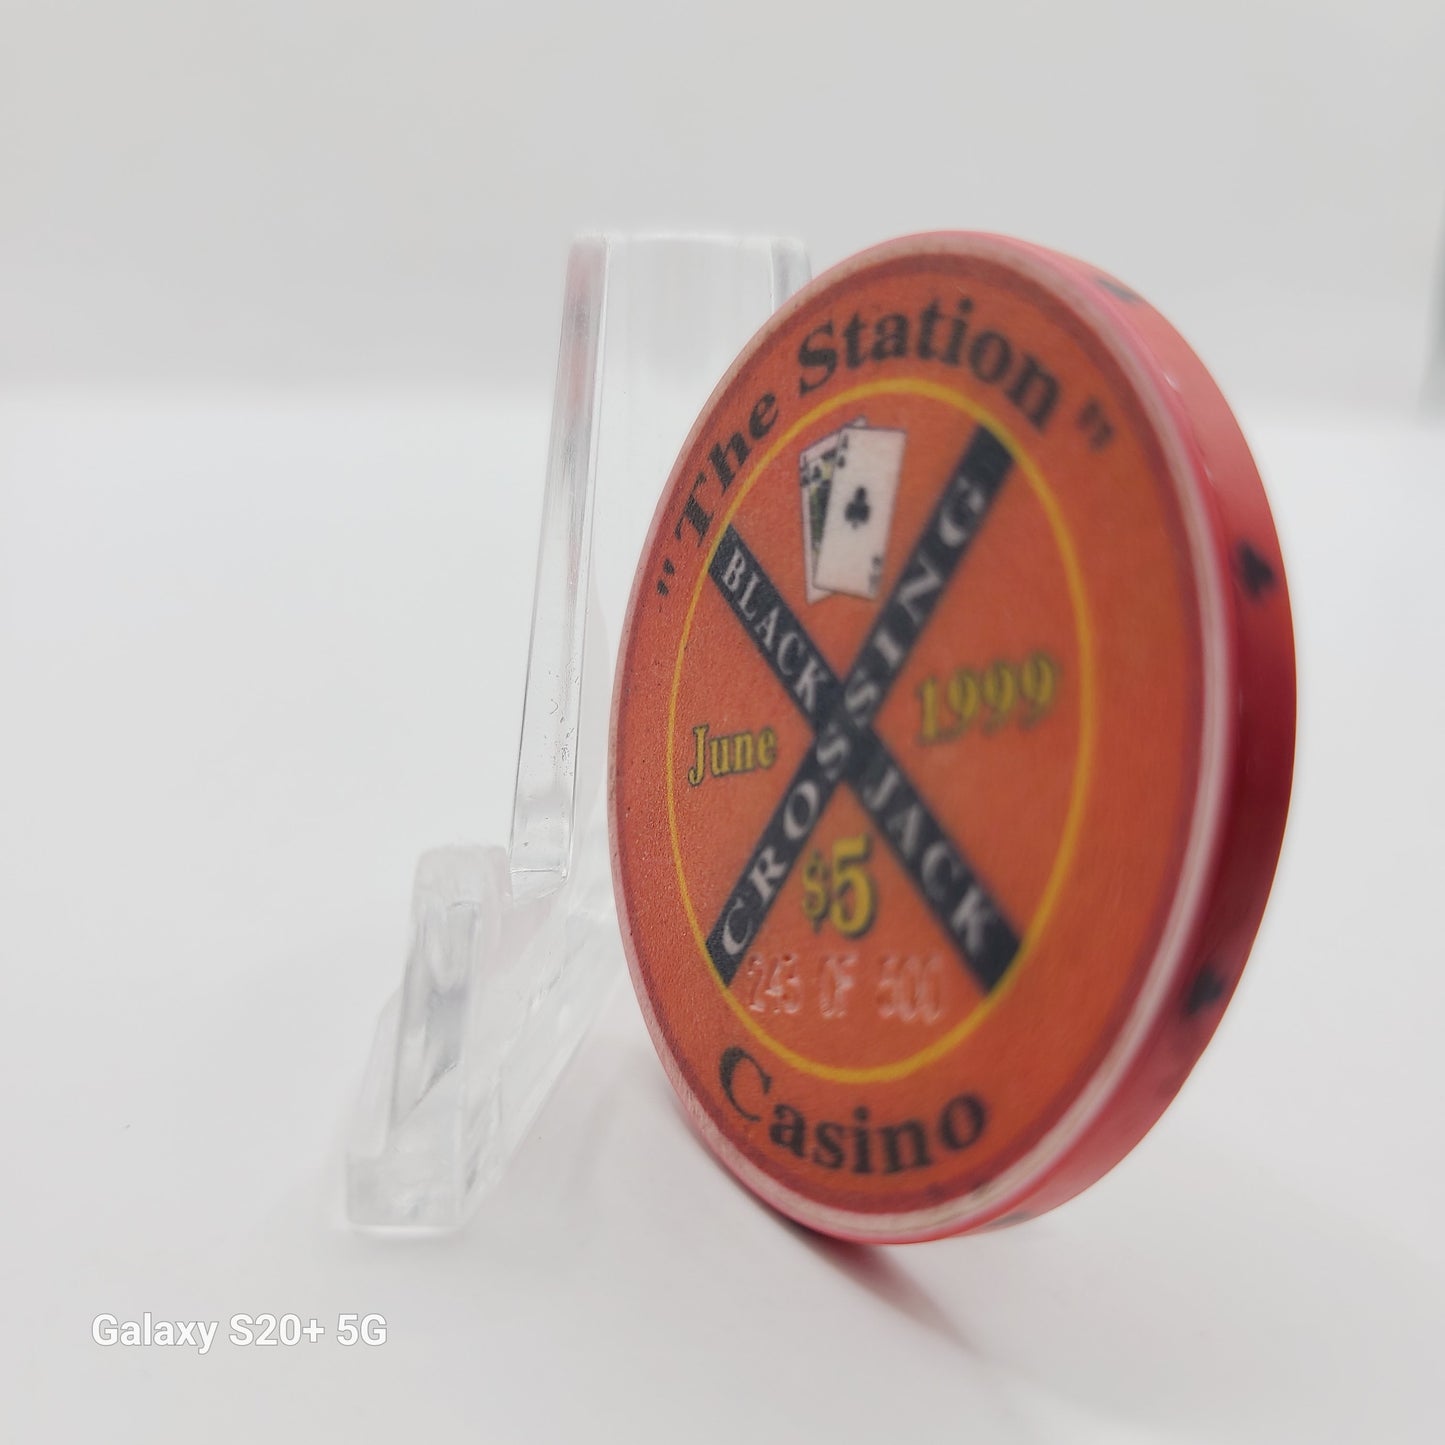 "The Station"
BLACK JACK
CROSSING
June 1999
$5
245 OF 500
Casino
Galaxy S20+ 5G